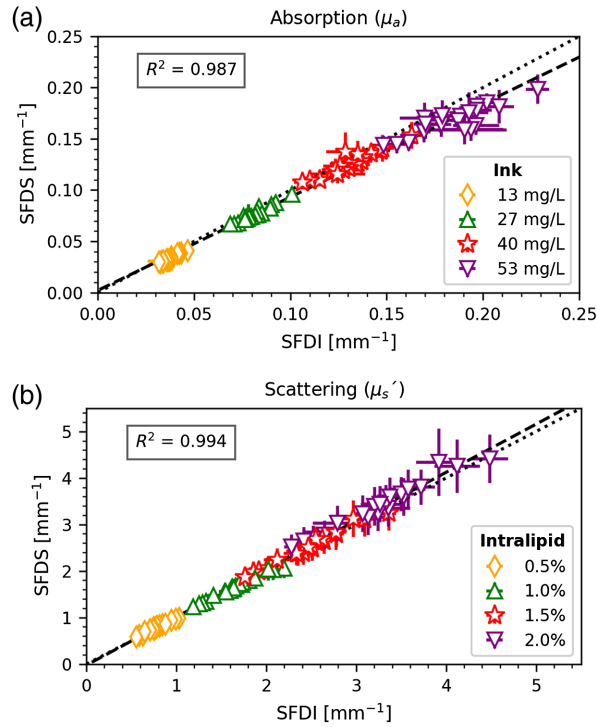 (a)
Absorption (μₐ)
0.25
0.20
0.15
0.10
0.05
0.00
SFDS [mm⁻¹]
R² = 0.987
Ink
13 mg/L
27 mg/L
40 mg/L
53 mg/L
0.00 0.05 0.10 0.15 0.20 0.25
SFDI [mm⁻¹]
(b)
Scattering (μₛ´)
5
4
3
2
1
0
SFDS [mm⁻¹]
R² = 0.994
Intralipid
0.5%
1.0%
1.5%
2.0%
0 1 2 3 4 5
SFDI [mm⁻¹]